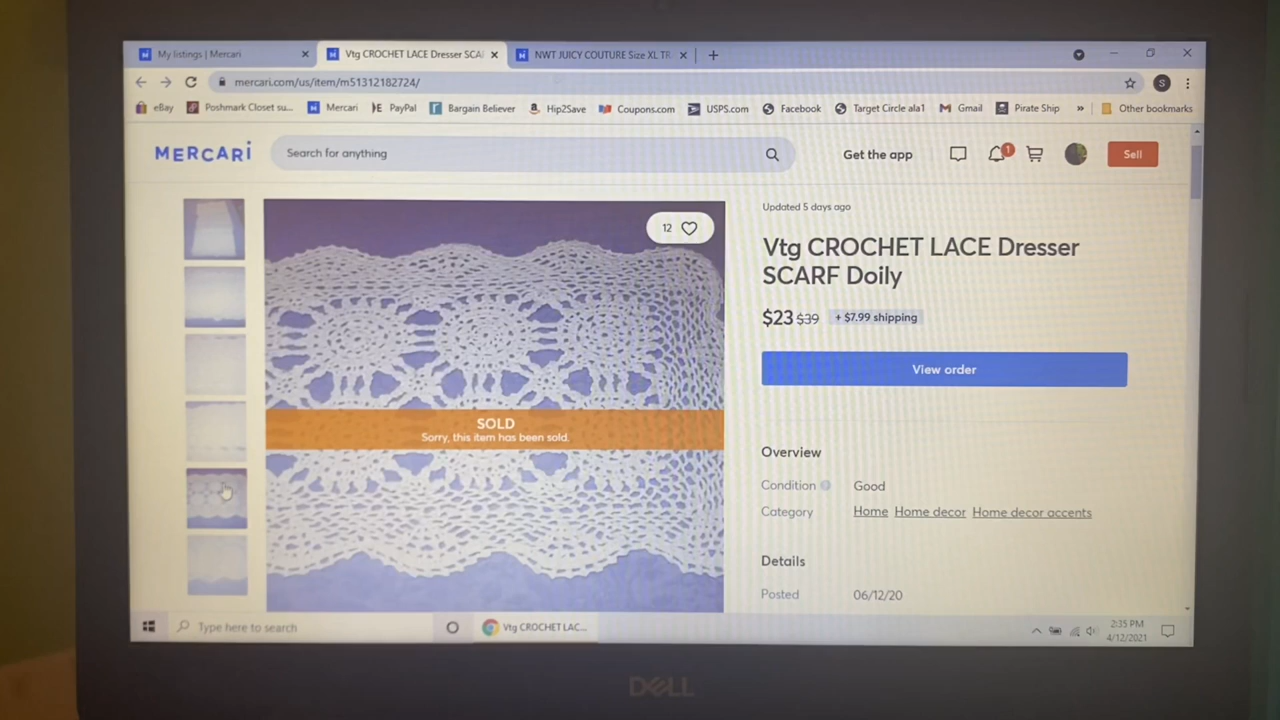 My listings | Mercari
Vtg CROCHET LACE Dresser SCA
NWT JUICY COUTURE Size XL TR
mercari.com/us/item/m51312182724/
S
eBay
Poshmark Closet su...
Mercari
PayPal
Bargain Believer
Hip2Save
Coupons.com
USPS.com
Facebook
Target Circle ala1
Gmail
Pirate Ship
»
Other bookmarks
MERCARI
Search for anything
Get the app
1
Sell
12
SOLD
Sorry, this item has been sold.
Updated 5 days ago
Vtg CROCHET LACE Dresser
SCARF Doily
$23 $39 + $7.99 shipping
View order
Overview
Condition Good
Category Home Home decor Home decor accents
Details
Posted 06/12/20
Type here to search
Vtg CROCHET LAC...
2:35 PM
4/12/2021
DELL